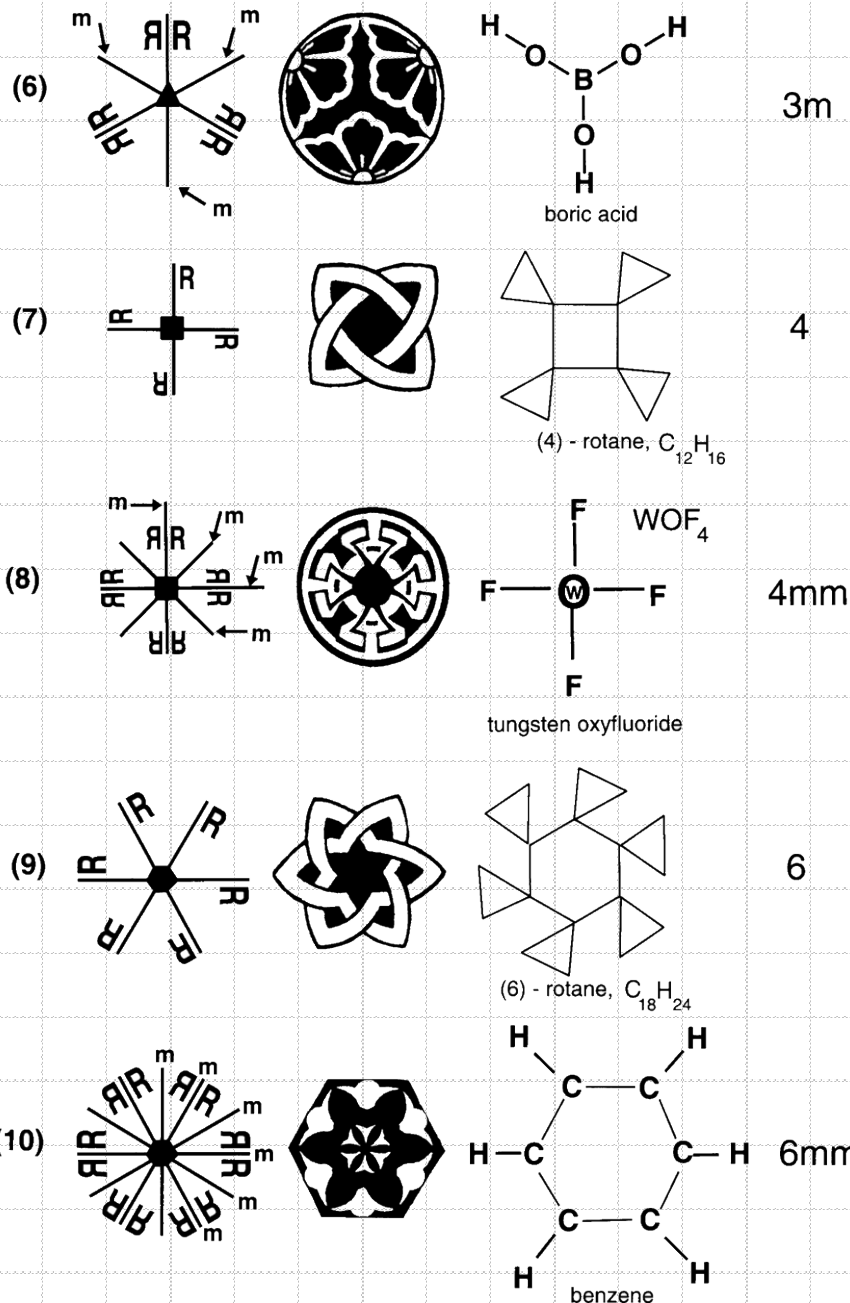 m m
(6) R R
R R R R
m
3m
H O O H
B
O
H
boric acid
(7) R R R R 4
(4) - rotane, C12H16
m m m
(8) R R R R R R R R
m
F WOF4
F W F
O
F
4mm
tungsten oxyfluoride
(9) R R R R R R 6
(6) - rotane, C18H24
m m m
(10) R R R R R R R R R R R R
m m m
H H
C C
H C C H 6mm
C C
H H
benzene